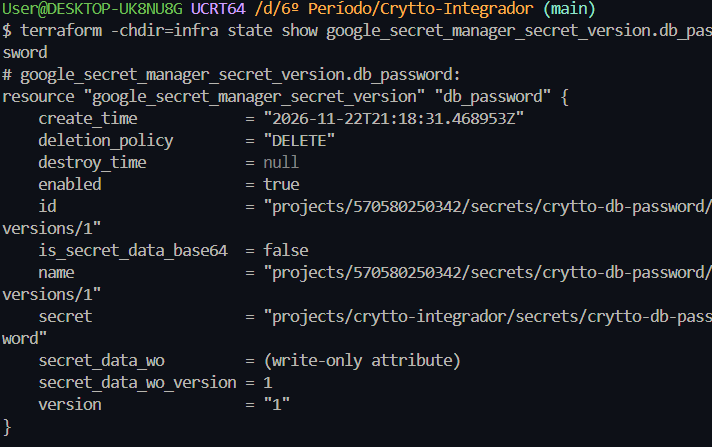 User@DESKTOP-UK8NU8G UCRT64 /d/6º Período/Crytto-Integrador (main)
$ terraform -chdir=infra state show google_secret_manager_secret_version.db_pas
sword
# google_secret_manager_secret_version.db_password:
resource "google_secret_manager_secret_version" "db_password" {
    create_time            = "2026-11-22T21:18:31.468953Z"
    deletion_policy        = "DELETE"
    destroy_time           = null
    enabled                = true
    id                     = "projects/570580250342/secrets/crytto-db-password/
versions/1"
    is_secret_data_base64  = false
    name                   = "projects/570580250342/secrets/crytto-db-password/
versions/1"
    secret                 = "projects/crytto-integrador/secrets/crytto-db-pass
word"
    secret_data_wo         = (write-only attribute)
    secret_data_wo_version = 1
    version                = "1"
}